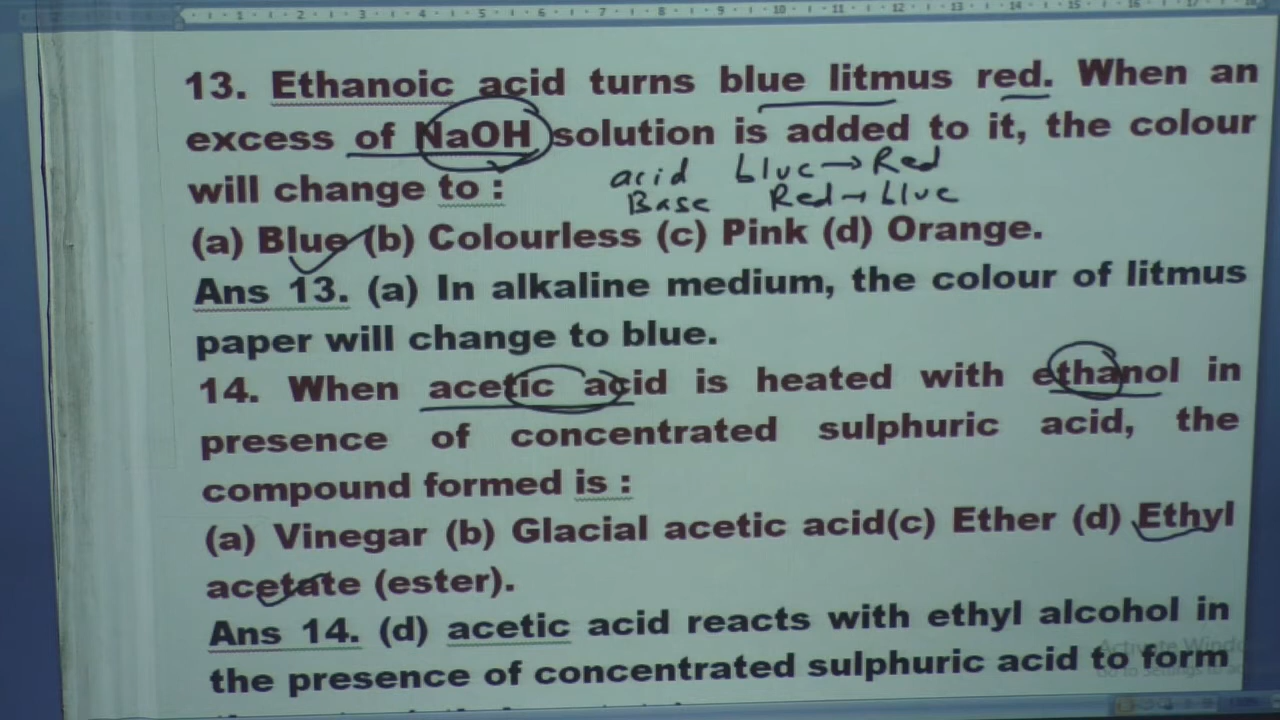 13. Ethanoic acid turns blue litmus red. When an
excess of NaOH solution is added to it, the colour
acid blue → Red
will change to :
Base Red → blue
(a) Blue (b) Colourless (c) Pink (d) Orange.
Ans 13. (a) In alkaline medium, the colour of litmus
paper will change to blue.
14. When acetic acid is heated with ethanol in
presence of concentrated sulphuric acid, the
compound formed is :
(a) Vinegar (b) Glacial acetic acid(c) Ether (d) Ethyl
acetate (ester).
Ans 14. (d) acetic acid reacts with ethyl alcohol in
the presence of concentrated sulphuric acid to form